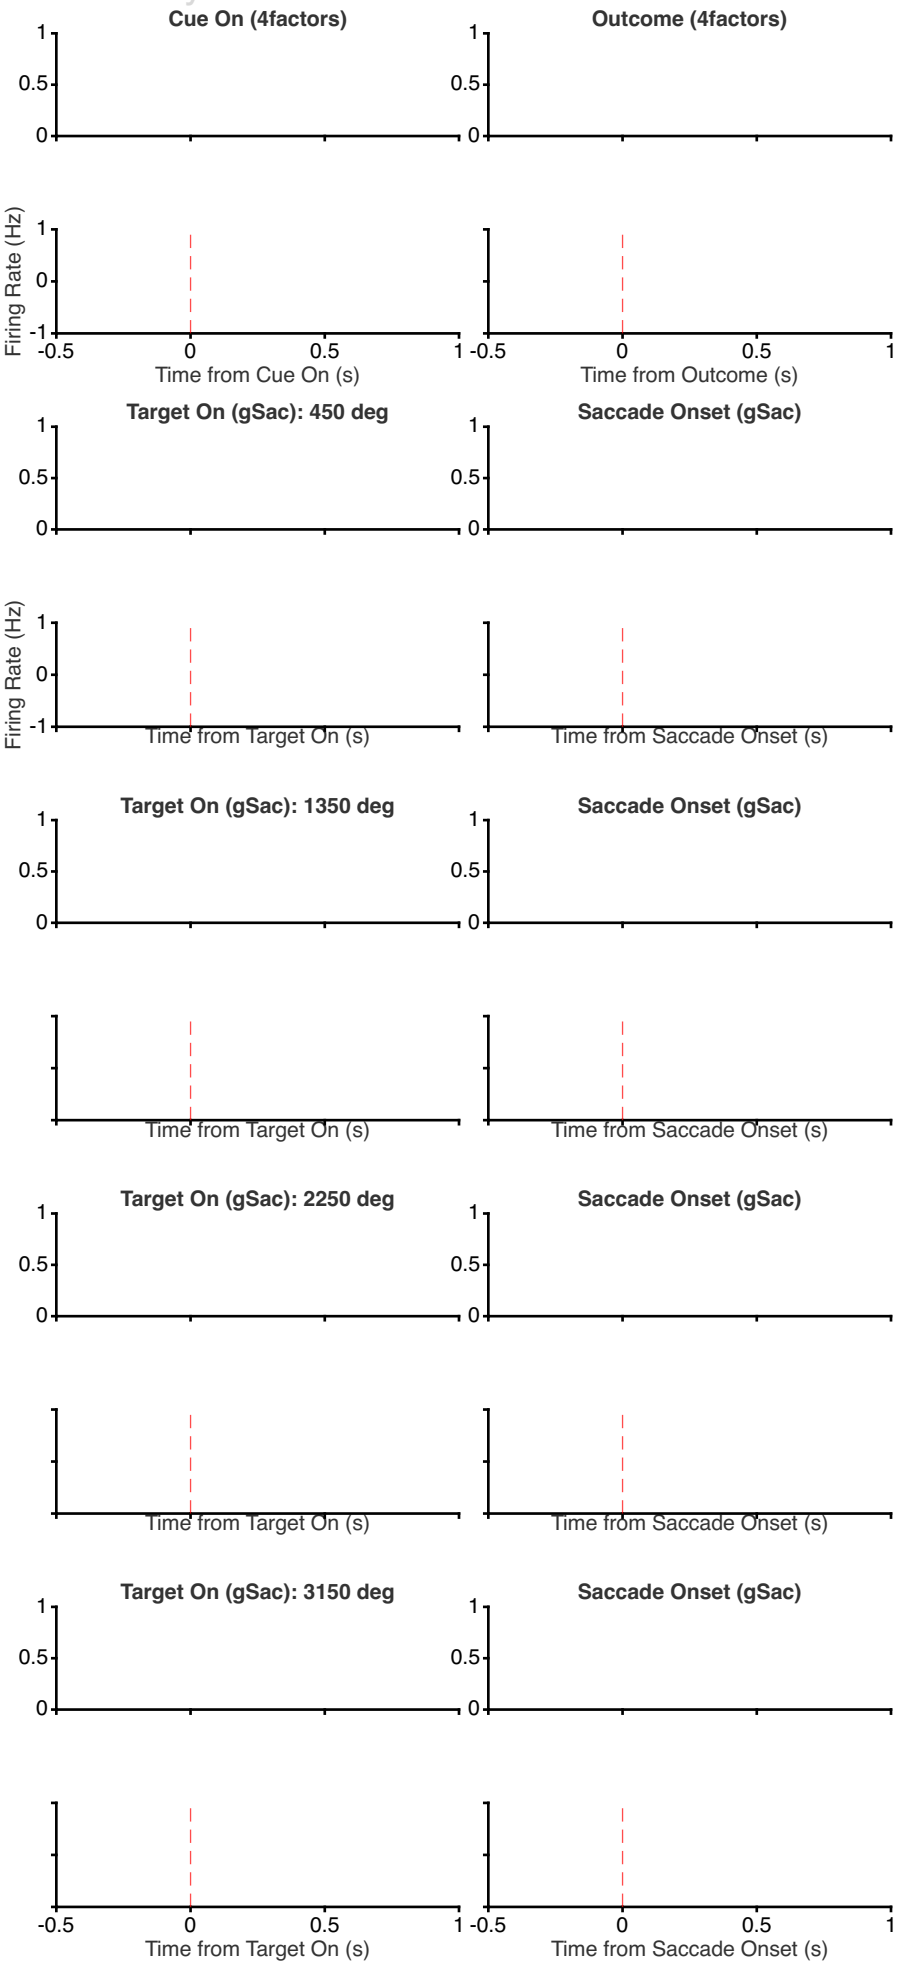 Cue On (4factors) Outcome (4factors)
1 1
0.5 0.5
0 0
Firing Rate (Hz)
1
0
-1
-0.5 0 0.5 1 -0.5 0 0.5 1
Time from Cue On (s) Time from Outcome (s)
Target On (gSac): 450 deg Saccade Onset (gSac)
1 1
0.5 0.5
0 0
Firing Rate (Hz)
1
0
-1
Time from Target On (s) Time from Saccade Onset (s)
Target On (gSac): 1350 deg Saccade Onset (gSac)
1 1
0.5 0.5
0 0
Time from Target On (s) Time from Saccade Onset (s)
Target On (gSac): 2250 deg Saccade Onset (gSac)
1 1
0.5 0.5
0 0
Time from Target On (s) Time from Saccade Onset (s)
Target On (gSac): 3150 deg Saccade Onset (gSac)
1 1
0.5 0.5
0 0
-0.5 0 0.5 1 -0.5 0 0.5 1
Time from Target On (s) Time from Saccade Onset (s)